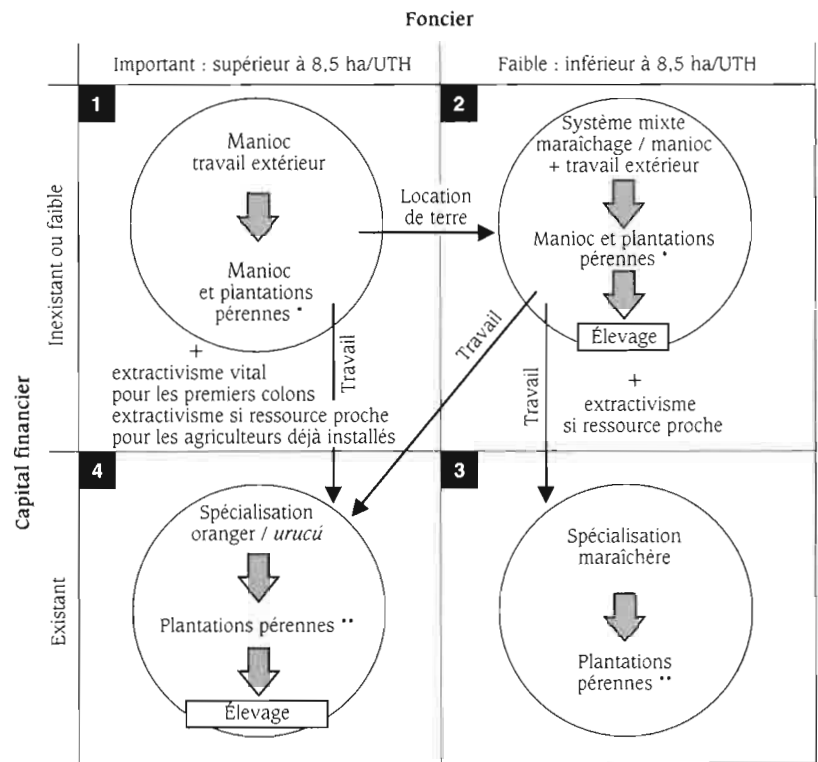 Foncier
Important : supérieur à 8,5 ha/UTH
Faible : inférieur à 8,5 ha/UTH
Capital financier
Inexistant ou faible
1
Manioc
travail extérieur
Manioc
et plantations
pérennes *
+
extractivisme vital
pour les premiers colons
extractivisme si ressource proche
pour les agriculteurs déjà installés
Travail
Location
de terre
2
Système mixte
maraîchage / manioc
+ travail extérieur
Manioc et plantations
pérennes *
Élevage
+
extractivisme
si ressource proche
Travail
Travail
Existant
4
Spécialisation
oranger / urucú
Plantations pérennes **
Élevage
3
Spécialisation
maraîchère
Plantations
pérennes **